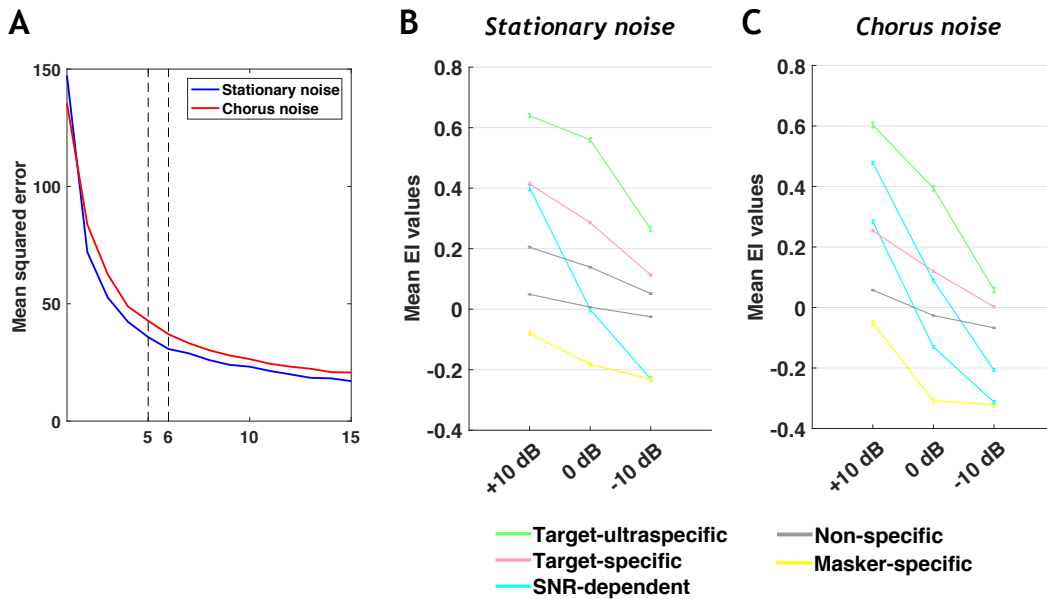 A
150
100
50
0
5
6
10
15
Mean squared error
Stationary noise
Chorus noise
B
Stationary noise
0.8
0.6
0.4
0.2
0
-0.2
-0.4
Mean EI values
+10 dB
0 dB
-10 dB
C
Chorus noise
0.8
0.6
0.4
0.2
0
-0.2
-0.4
Mean EI values
+10 dB
0 dB
-10 dB
Target-ultraspecific
Target-specific
SNR-dependent
Non-specific
Masker-specific